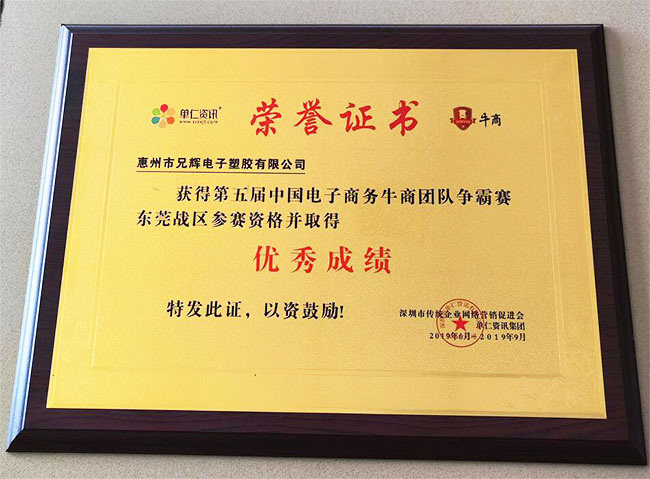 单仁资讯
荣誉证书
牛商
惠州市兄辉电子塑胶有限公司
获得第五届中国电子商务牛商团队争霸赛
东莞战区参赛资格并取得
优秀成绩
特发此证，以资鼓励!
深圳市传统企业网络营销促进会
单仁资讯集团
2019年6月-2019年9月